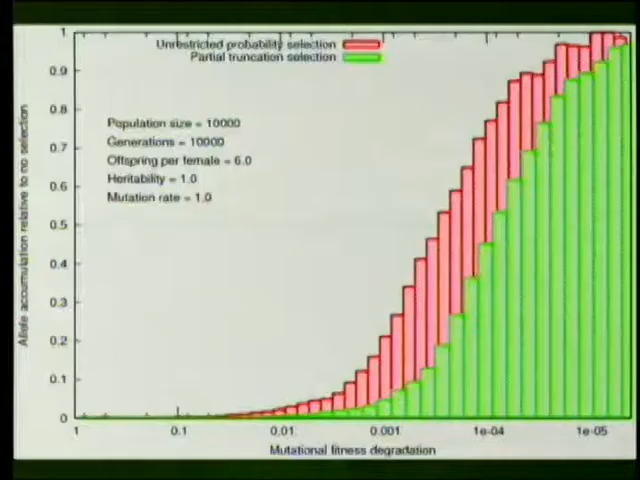 Unrestricted probability selection
Partial truncation selection
Population size = 10000
Generations = 10000
Offspring per female = 6.0
Heritability = 1.0
Mutation rate = 1.0
Allele accumulation relative to no selection
1
0.9
0.8
0.7
0.6
0.5
0.4
0.3
0.2
0.1
0
1
0.1
0.01
0.001
1e-04
1e-05
Mutational fitness degradation